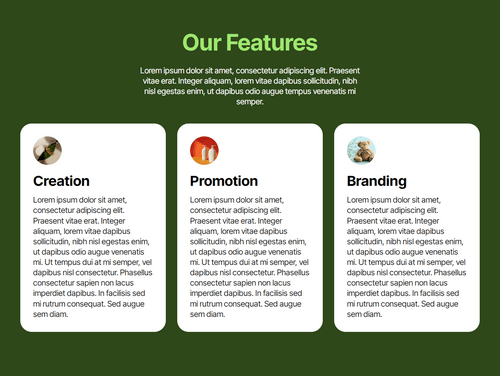 Our Features
Lorem ipsum dolor sit amet, consectetur adipiscing elit. Praesent
vitae erat. Integer aliquam, lorem vitae dapibus sollicitudin, nibh
nisl egestas enim, ut dapibus odio augue tempus venenatis mi
semper.
Creation
Lorem ipsum dolor sit amet,
consectetur adipiscing elit.
Praesent vitae erat. Integer
aliquam, lorem vitae dapibus
sollicitudin, nibh nisl egestas enim,
ut dapibus odio augue venenatis
mi. Ut tempus dui at mi semper, vel
dapibus nisl consectetur. Phasellus
consectetur sapien non lacus
imperdiet dapibus. In facilisis sed
mi rutrum consequat. Sed augue
sem diam.
Promotion
Lorem ipsum dolor sit amet,
consectetur adipiscing elit.
Praesent vitae erat. Integer
aliquam, lorem vitae dapibus
sollicitudin, nibh nisl egestas enim,
ut dapibus odio augue venenatis
mi. Ut tempus dui at mi semper, vel
dapibus nisl consectetur. Phasellus
consectetur sapien non lacus
imperdiet dapibus. In facilisis sed
mi rutrum consequat. Sed augue
sem diam.
Branding
Lorem ipsum dolor sit amet,
consectetur adipiscing elit.
Praesent vitae erat. Integer
aliquam, lorem vitae dapibus
sollicitudin, nibh nisl egestas enim,
ut dapibus odio augue venenatis
mi. Ut tempus dui at mi semper, vel
dapibus nisl consectetur. Phasellus
consectetur sapien non lacus
imperdiet dapibus. In facilisis sed
mi rutrum consequat. Sed augue
sem diam.